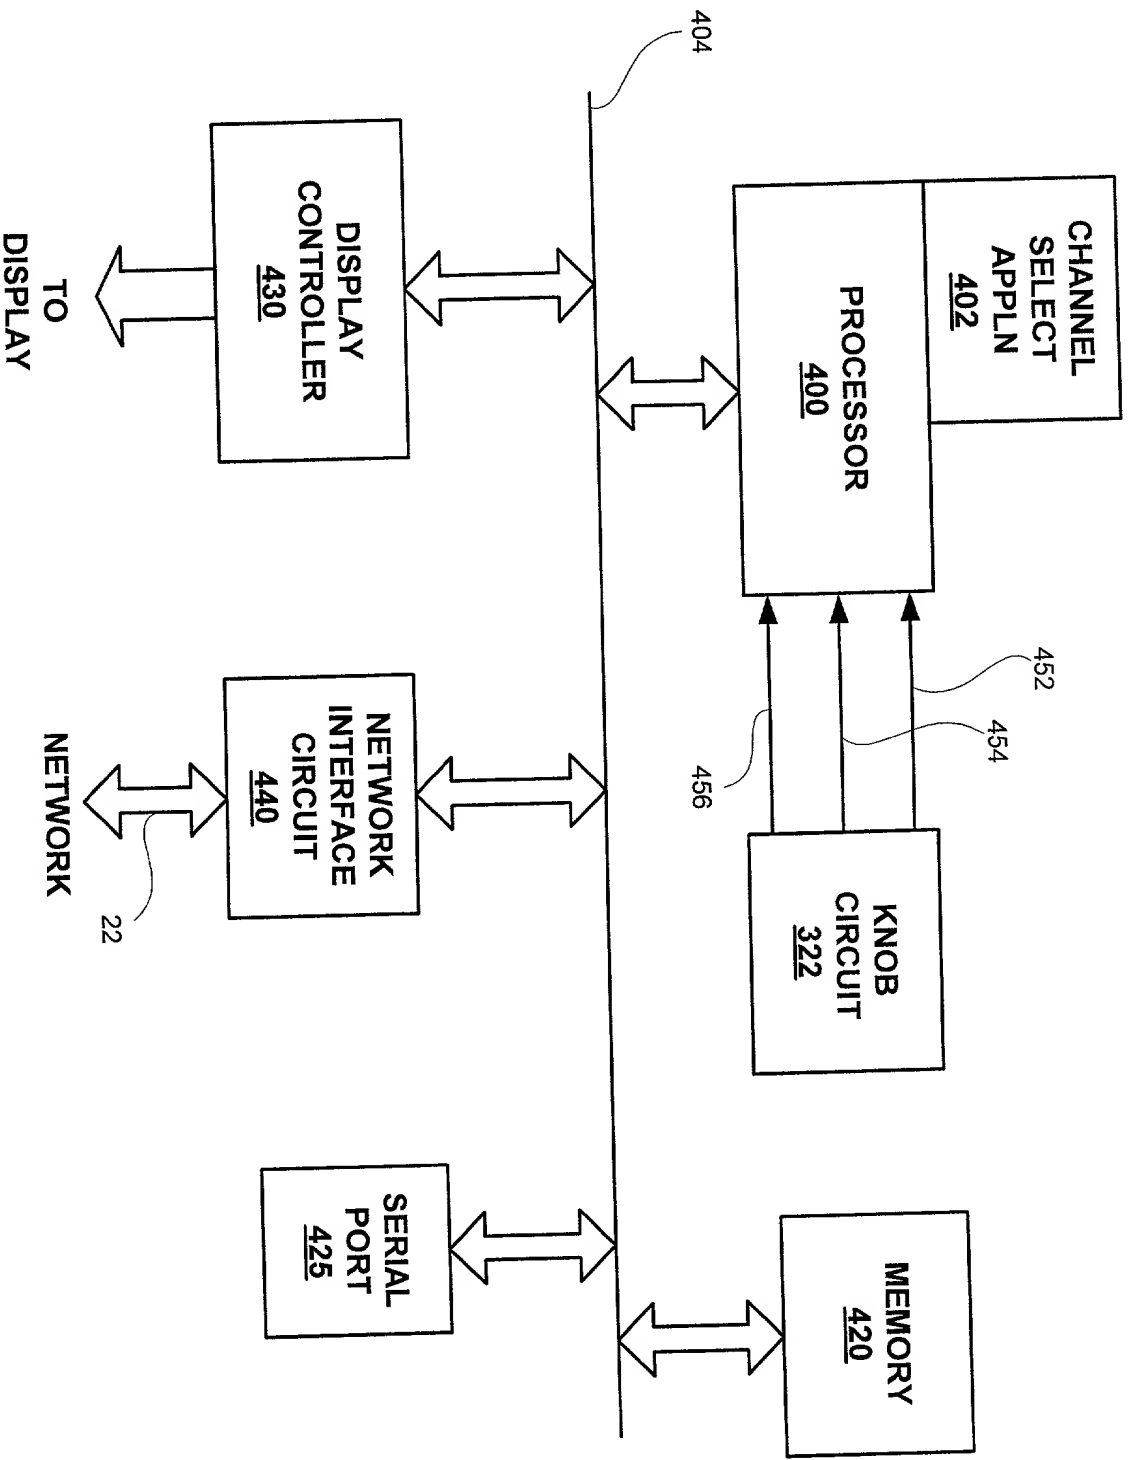 404
CHANNEL
SELECT
APPLN
402
PROCESSOR
400
452
454
456
KNOB
CIRCUIT
322
MEMORY
420
DISPLAY
CONTROLLER
430
TO
DISPLAY
NETWORK
INTERFACE
CIRCUIT
440
22
NETWORK
SERIAL
PORT
425